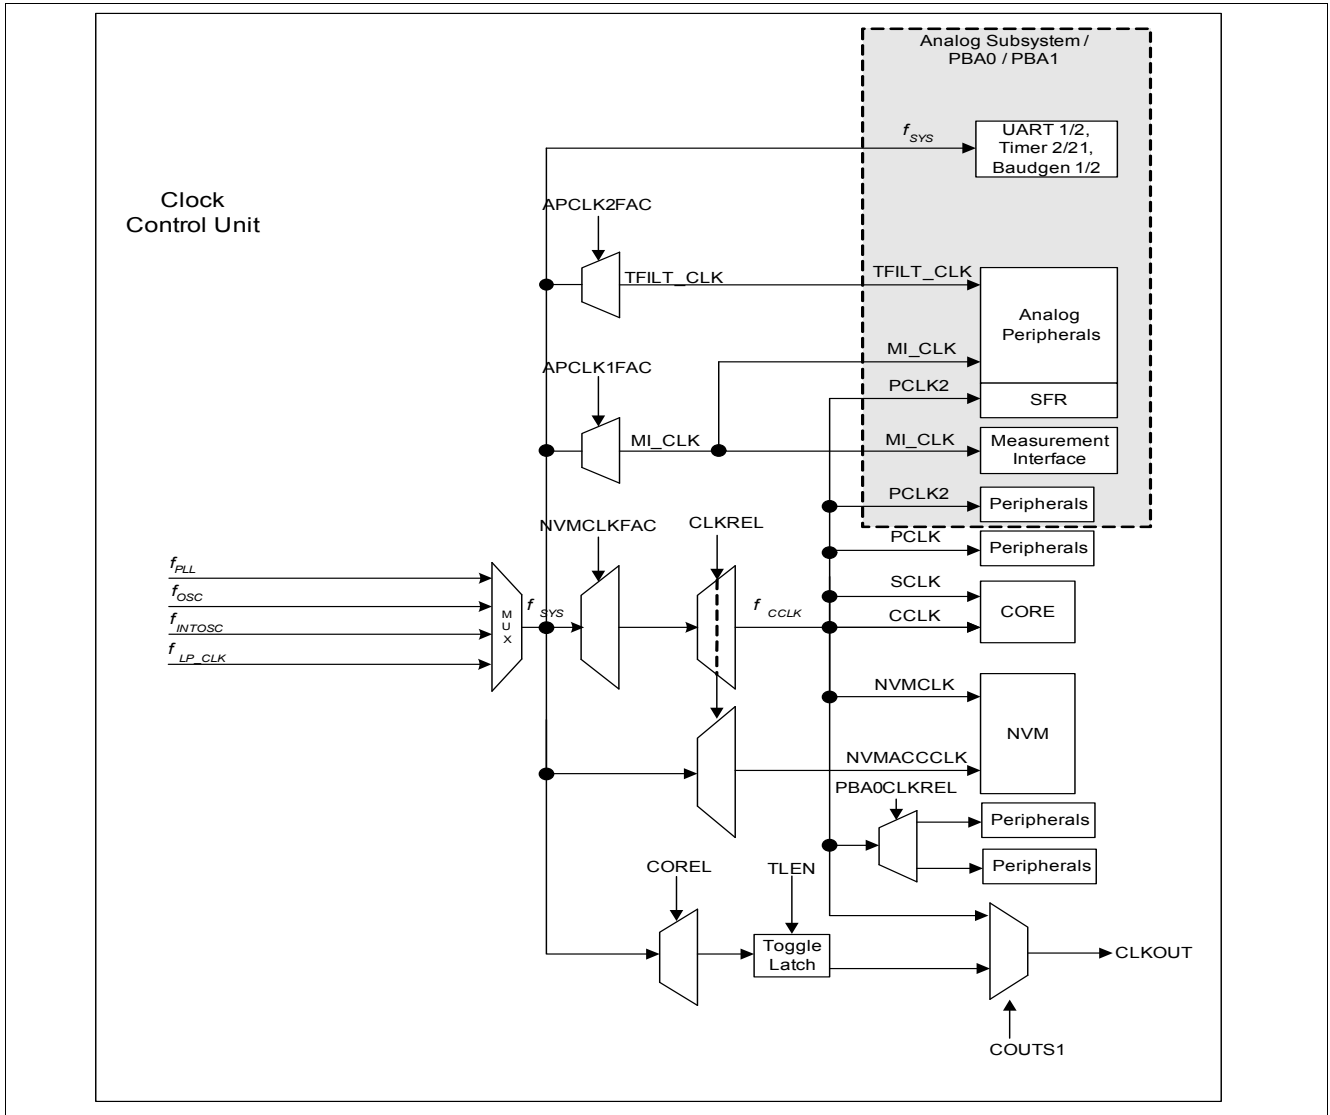 Analog Subsystem /
PBA0 / PBA1
fSYS
UART 1/2,
Timer 2/21,
Baudgen 1/2
Clock
Control Unit
APCLK2FAC
TFILT_CLK
TFILT_CLK
Analog
Peripherals
MI_CLK
APCLK1FAC
PCLK2
SFR
MI_CLK
MI_CLK
Measurement
Interface
PCLK2
Peripherals
NVMCLKFAC
CLKREL
PCLK
Peripherals
fPLL
fOSC
fINTOSC
fLP_CLK
MUX
fSYS
fCCLK
SCLK
CCLK
CORE
NVMCLK
NVM
NVMACCCLK
PBA0CLKREL
Peripherals
Peripherals
COREL
TLEN
Toggle
Latch
CLKOUT
COUTS1